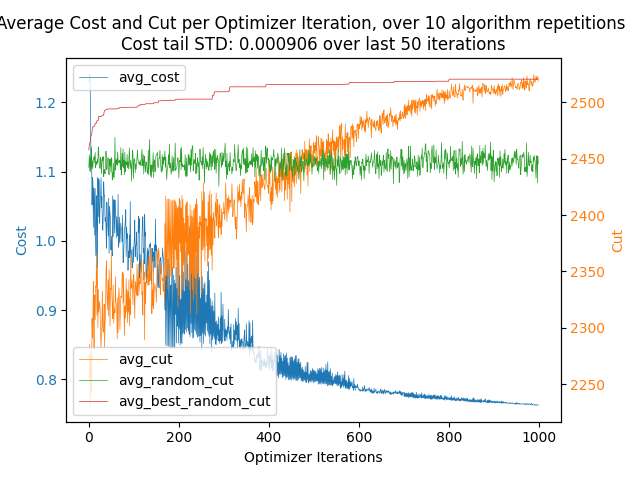 Average Cost and Cut per Optimizer Iteration, over 10 algorithm repetitions
Cost tail STD: 0.000906 over last 50 iterations
avg_cost
1.2
1.1
1.0
0.9
0.8
Cost
2500
2450
2400
2350
2300
2250
Cut
avg_cut
avg_random_cut
avg_best_random_cut
0 200 400 600 800 1000
Optimizer Iterations